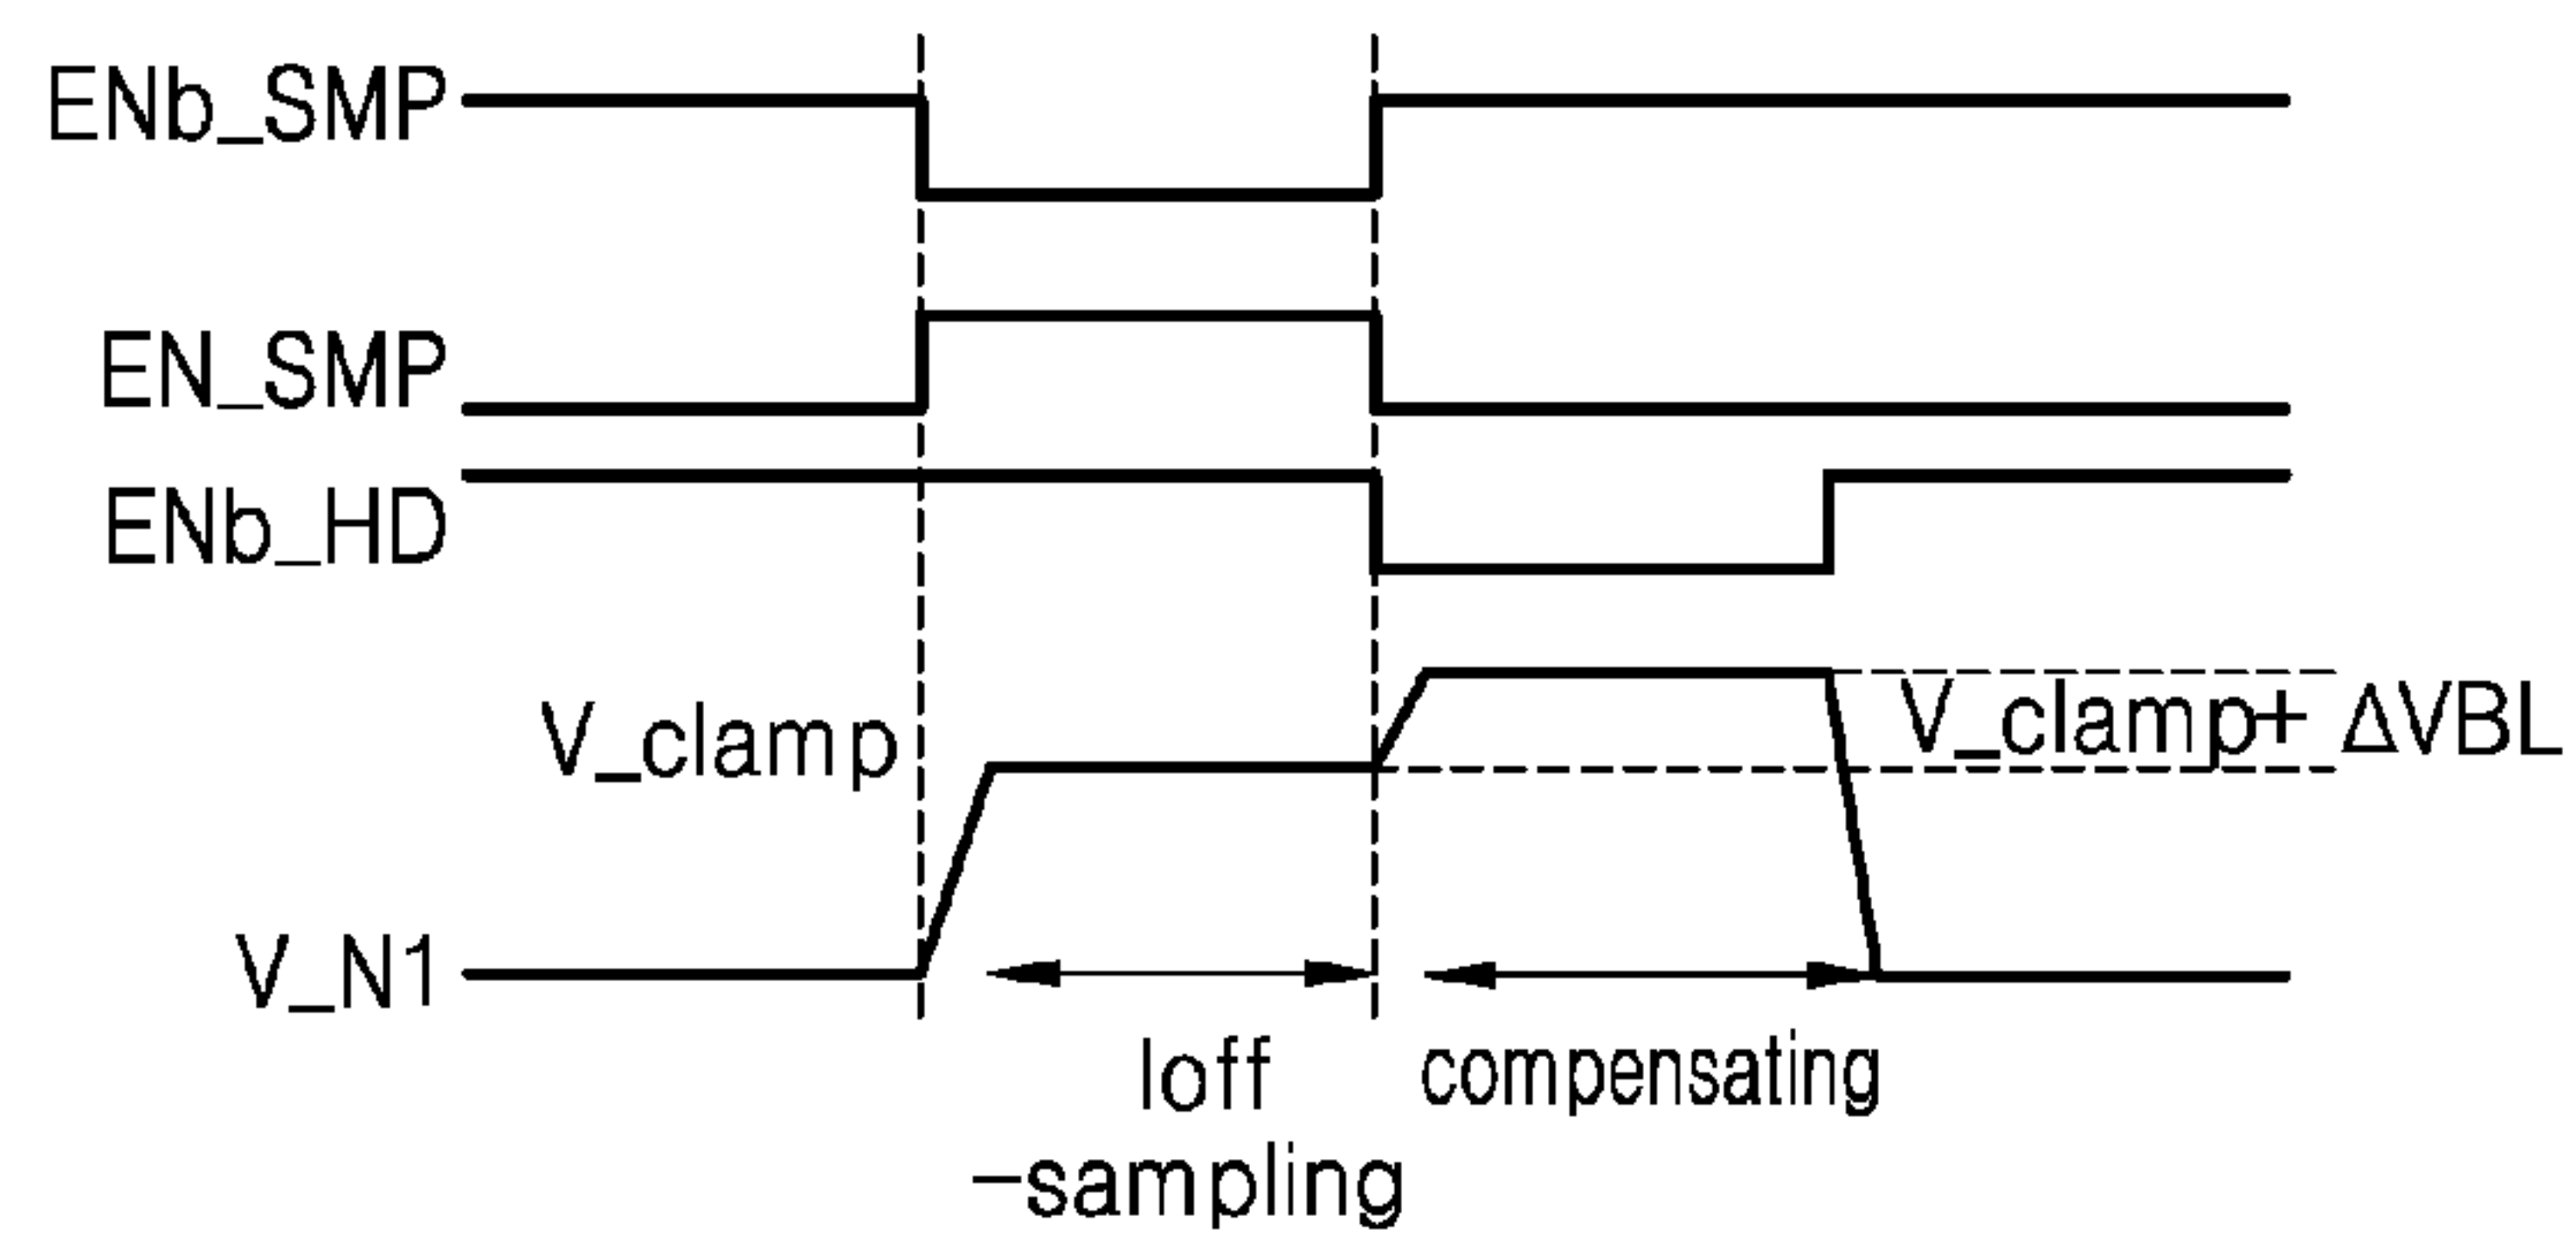 ENb_SMP
EN_SMP
ENb_HD
V_clamp
V_clamp+ ΔVBL
V_N1
Ioff
-sampling
compensating